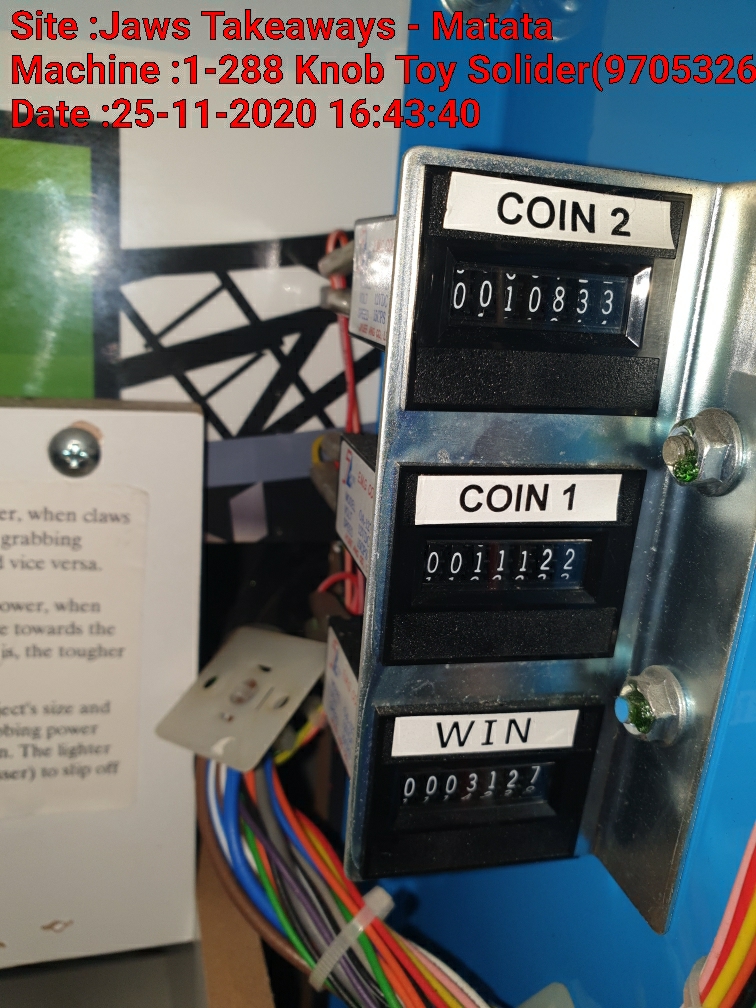 Site :Jaws Takeaways - Matata
Machine :1-288 Knob Toy Solider(9705326
Date :25-11-2020 16:43:40
COIN 2
0010833
COIN 1
0011122
WIN
0003127
er, when claws
grabbing
vice versa.
ower, when
e towards the
is, the tougher
ject's size and
bing power
n. The lighter
ser) to slip off